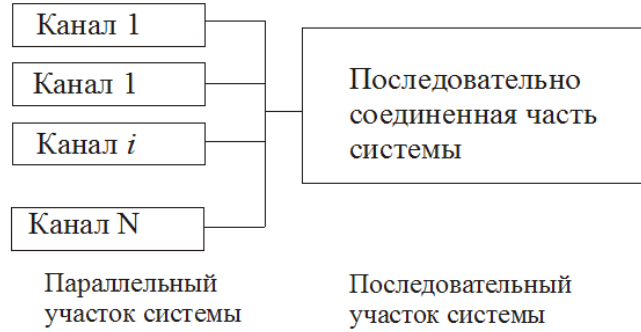 Канал 1
Канал 1
Канал i
Канал N
Последовательно
соединенная часть
системы
Параллельный
участок системы
Последовательный
участок системы